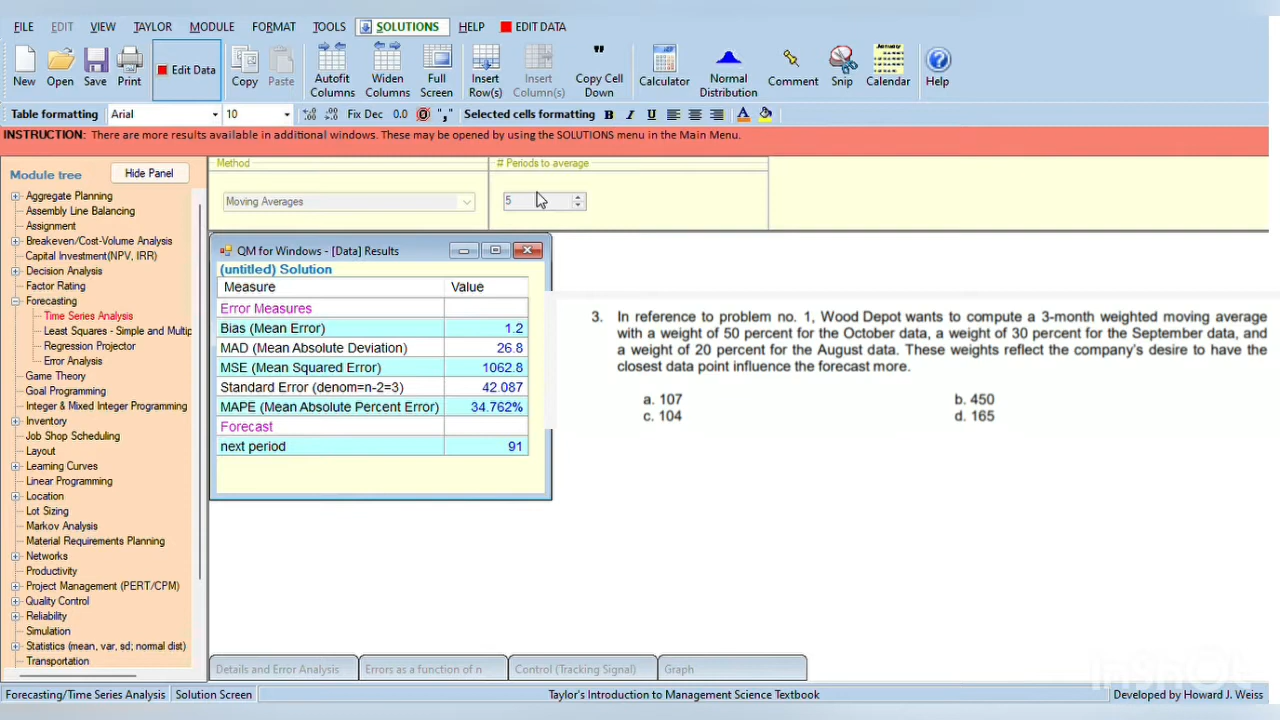 FILE EDIT VIEW TAYLOR MODULE FORMAT TOOLS SOLUTIONS HELP EDIT DATA
New Open Save Print Edit Data Copy Paste Autofit Columns Widen Columns Full Screen Insert Row(s) Insert Column(s) Copy Cell Down Calculator Normal Distribution Comment Snip January Calendar Help
Table formatting Arial 10 Fix Dec 0.0 Selected cells formatting B I U A
INSTRUCTION: There are more results available in additional windows. These may be opened by using the SOLUTIONS menu in the Main Menu.
Module tree Hide Panel
Aggregate Planning
Assembly Line Balancing
Assignment
Breakeven/Cost-Volume Analysis
Capital Investment(NPV, IRR)
Decision Analysis
Factor Rating
Forecasting
Time Series Analysis
Least Squares - Simple and Multip
Regression Projector
Error Analysis
Game Theory
Goal Programming
Integer & Mixed Integer Programming
Inventory
Job Shop Scheduling
Layout
Learning Curves
Linear Programming
Location
Lot Sizing
Markov Analysis
Material Requirements Planning
Networks
Productivity
Project Management (PERT/CPM)
Quality Control
Reliability
Simulation
Statistics (mean, var, sd; normal dist)
Transportation
Method
Moving Averages
# Periods to average
5
QM for Windows - [Data] Results
(untitled) Solution
Measure Value
Error Measures
Bias (Mean Error) 1.2
MAD (Mean Absolute Deviation) 26.8
MSE (Mean Squared Error) 1062.8
Standard Error (denom=n-2=3) 42.087
MAPE (Mean Absolute Percent Error) 34.762%
Forecast
next period 91
3. In reference to problem no. 1, Wood Depot wants to compute a 3-month weighted moving average
with a weight of 50 percent for the October data, a weight of 30 percent for the September data, and
a weight of 20 percent for the August data. These weights reflect the company's desire to have the
closest data point influence the forecast more.
a. 107 b. 450
c. 104 d. 165
Details and Error Analysis Errors as a function of n Control (Tracking Signal) Graph
InShOt
Forecasting/Time Series Analysis Solution Screen Taylor's Introduction to Management Science Textbook Developed by Howard J. Weiss